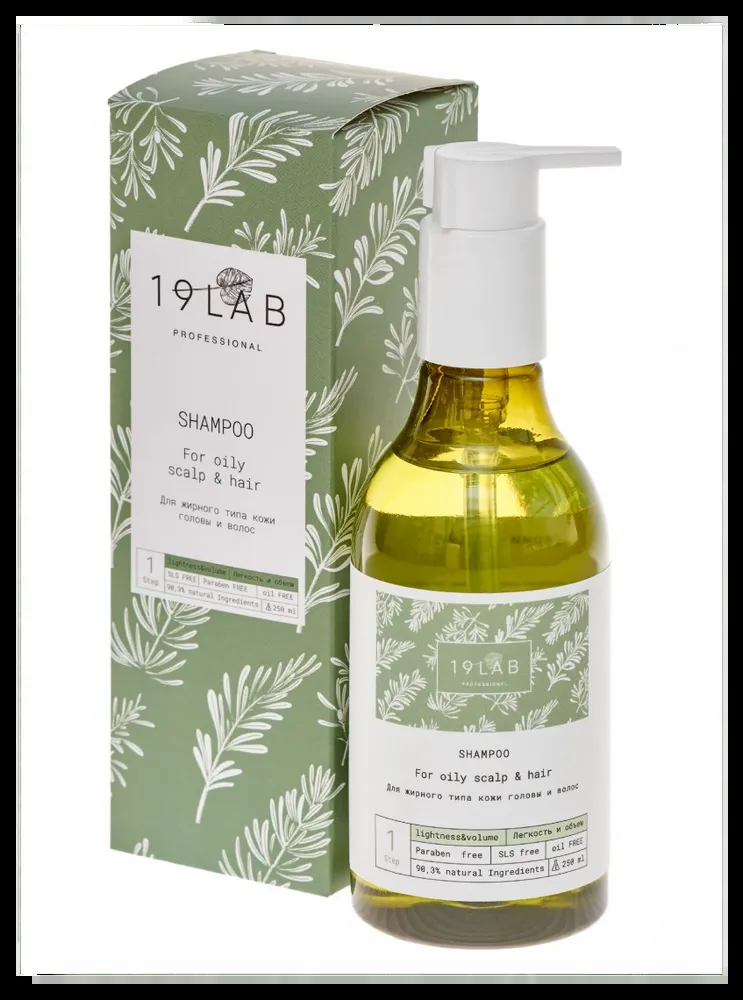 19LAB
PROFESSIONAL
SHAMPOO
For oily
scalp & hair
Для жирного типа кожи
головы и волос
1
Step
lightness&volume Легкость и объем
SLS FREE Paraben FREE oil FREE
90,3% natural Ingredients 250 ml
19LAB
PROFESSIONAL
SHAMPOO
For oily scalp & hair
Для жирного типа кожи головы и волос
1
Step
lightness&volume Легкость и объем
Paraben free SLS free oil FREE
90,3% natural Ingredients 250 ml